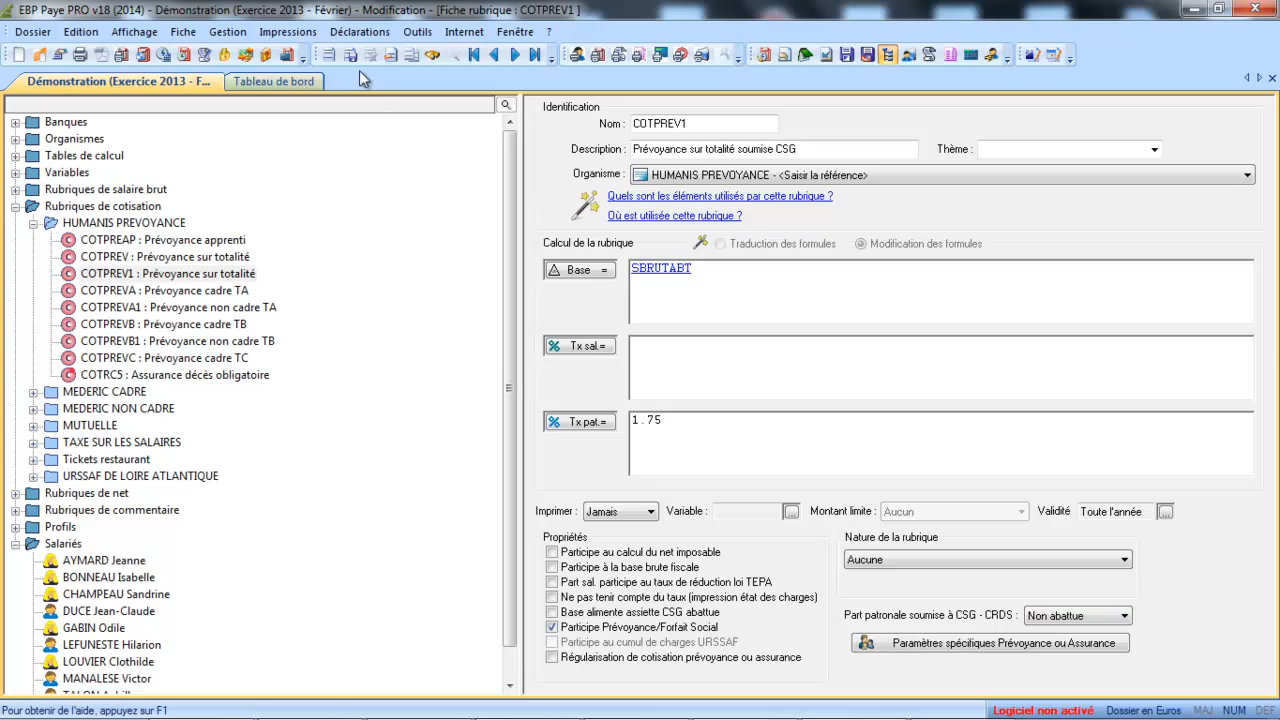 EBP Paye PRO v18 (2014) - Démonstration (Exercice 2013 - Février) - Modification - [Fiche rubrique : COTPREV1 ]
Dossier Edition Affichage Fiche Gestion Impressions Déclarations Outils Internet Fenêtre ?
Démonstration (Exercice 2013 - F... Tableau de bord
Banques
Organismes
Tables de calcul
Variables
Rubriques de salaire brut
Rubriques de cotisation
HUMANIS PREVOYANCE
COTPREAP : Prévoyance apprenti
COTPREV : Prévoyance sur totalité
COTPREV1 : Prévoyance sur totalité
COTPREVA : Prévoyance cadre TA
COTPREVA1 : Prévoyance non cadre TA
COTPREVB : Prévoyance cadre TB
COTPREVB1 : Prévoyance non cadre TB
COTPREVC : Prévoyance cadre TC
COTRC5 : Assurance décès obligatoire
MEDERIC CADRE
MEDERIC NON CADRE
MUTUELLE
TAXE SUR LES SALAIRES
Tickets restaurant
URSSAF DE LOIRE ATLANTIQUE
Rubriques de net
Rubriques de commentaire
Profils
Salariés
AYMARD Jeanne
BONNEAU Isabelle
CHAMPEAU Sandrine
DUCE Jean-Claude
GABIN Odile
LEFUNESTE Hilarion
LOUVIER Clothilde
MANALESE Victor
Identification
Nom : COTPREV1
Description : Prévoyance sur totalité soumise CSG Thème :
Organisme : HUMANIS PREVOYANCE - <Saisir la référence>
Quels sont les éléments utilisés par cette rubrique ?
Où est utilisée cette rubrique ?
Calcul de la rubrique Traduction des formules Modification des formules
Base = SBRUTABT
Tx sal.=
Tx pat.= 1.75
Imprimer : Jamais Variable : ... Montant limite : Aucun Validité Toute l'année ...
Propriétés
Participe au calcul du net imposable
Participe à la base brute fiscale
Part sal. participe au taux de réduction loi TEPA
Ne pas tenir compte du taux (impression état des charges)
Base alimente assiette CSG abattue
Participe Prévoyance/Forfait Social
Participe au cumul de charges URSSAF
Régularisation de cotisation prévoyance ou assurance
Nature de la rubrique
Aucune
Part patronale soumise à CSG - CRDS : Non abattue
Paramètres spécifiques Prévoyance ou Assurance
Pour obtenir de l'aide, appuyez sur F1 Logiciel non activé Dossier en Euros MAJ NUM DEF